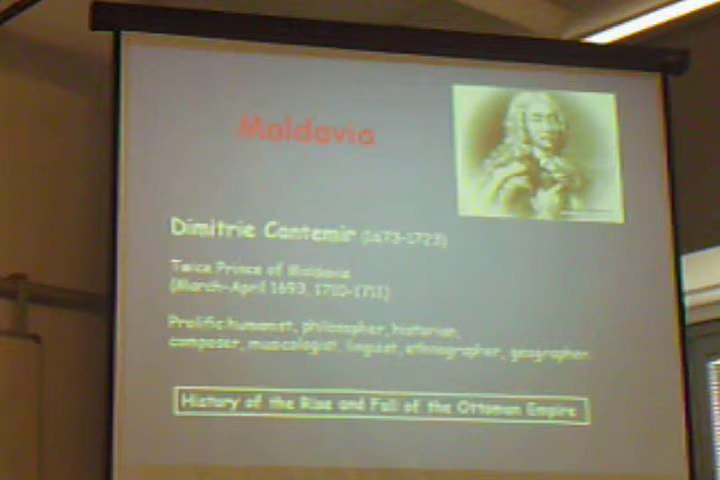 Moldavia
Dimitrie Cantemir (1673-1723)
Twice Prince of Moldavia
(March-April 1693, 1710-1711)
Prolific humanist, philosopher, historian,
composer, musicologist, linguist, ethnographer, geographer
History of the Rise and Fall of the Ottoman Empire